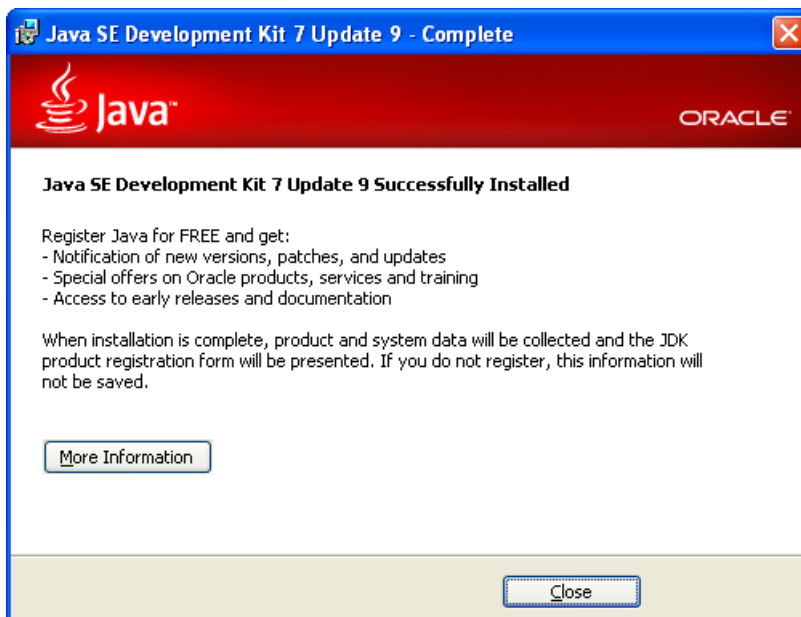 Java SE Development Kit 7 Update 9 - Complete
Java™
ORACLE®
Java SE Development Kit 7 Update 9 Successfully Installed
Register Java for FREE and get:
- Notification of new versions, patches, and updates
- Special offers on Oracle products, services and training
- Access to early releases and documentation
When installation is complete, product and system data will be collected and the JDK
product registration form will be presented. If you do not register, this information will
not be saved.
More Information
Close